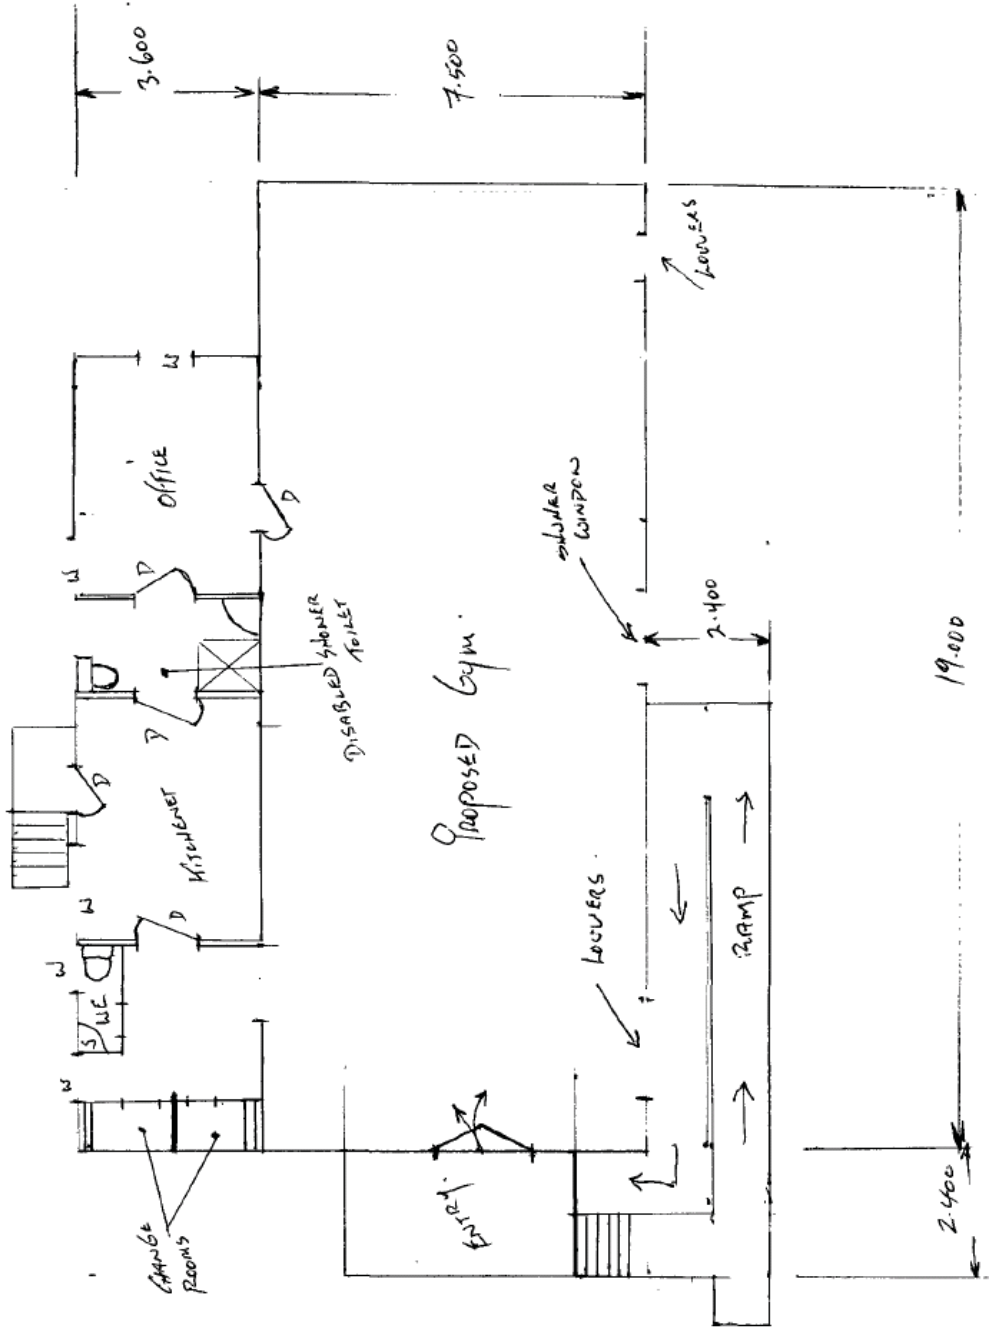 3.600
7.500
LOUVERS
W
OFFICE
D
W
D
DISABLED SHOWER
TOILET
SHOWER
WINDOW
2.400
19.000
D
D
KITCHENET
PROPOSED GYM.
W
D
W
WC
S
W
LOUVERS.
RAMP
CHANGE
ROOMS
ENTRY.
2.400